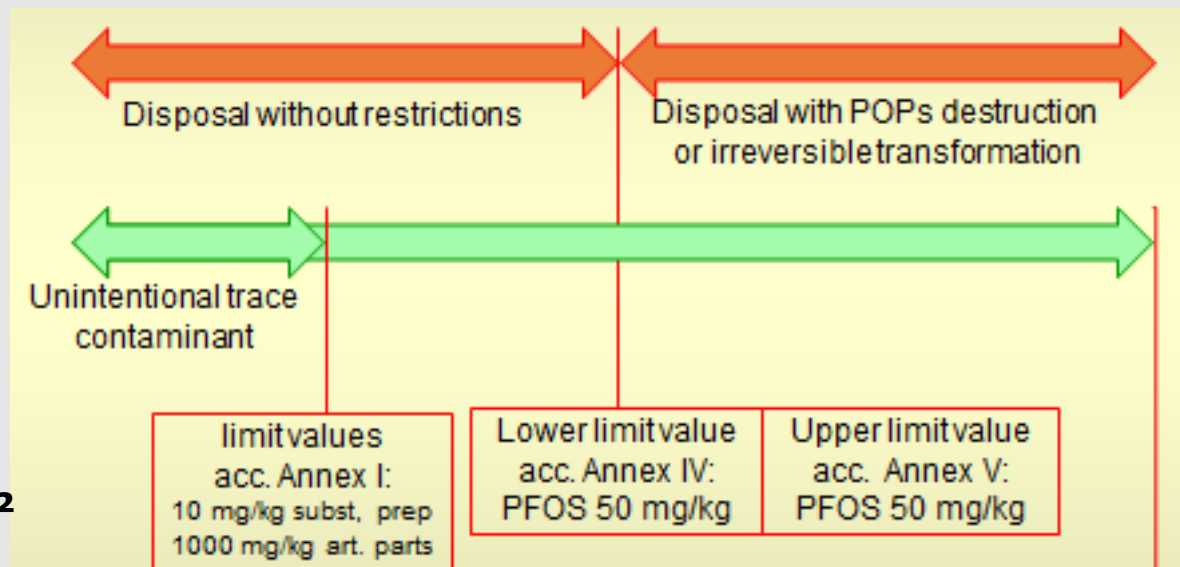 Disposal without restrictions
Disposal with POPs destruction
or irreversible transformation
Unintentional trace
contaminant
limit values
acc. Annex I:
10 mg/kg subst, prep
1000 mg/kg art. parts
Lower limit value
acc. Annex IV:
PFOS 50 mg/kg
Upper limit value
acc. Annex V:
PFOS 50 mg/kg
2